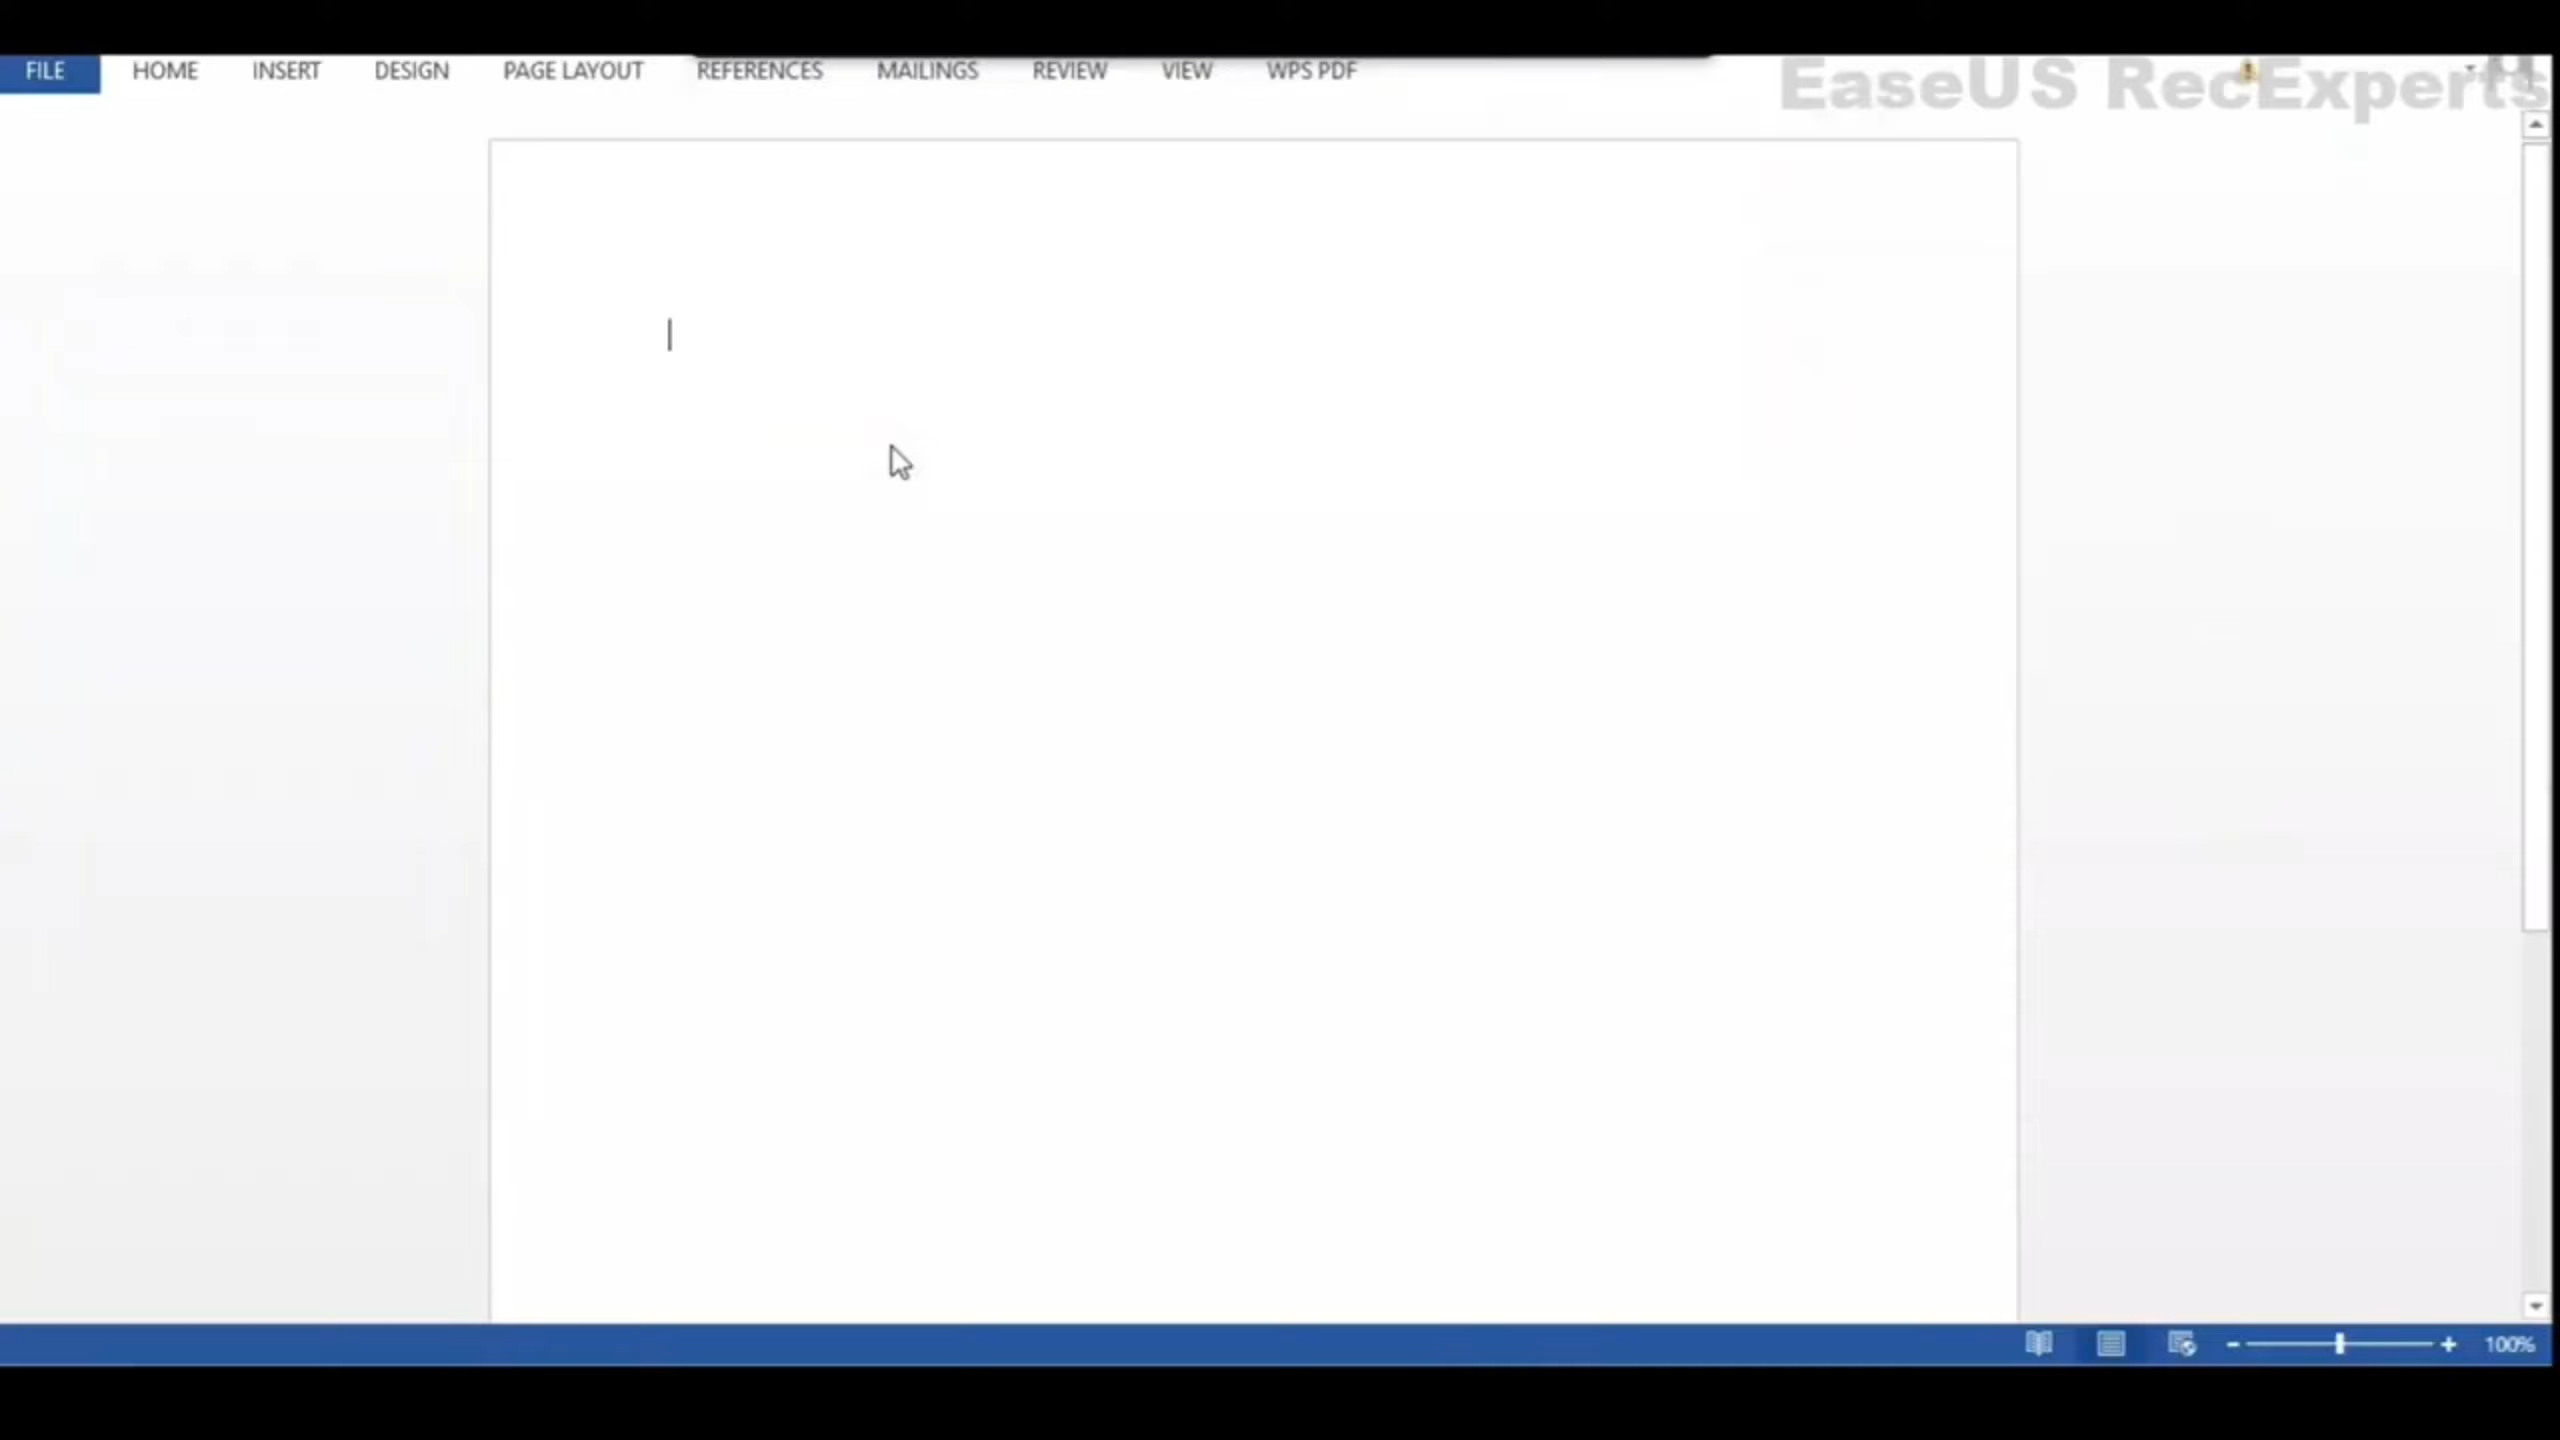 FILE HOME INSERT DESIGN PAGE LAYOUT REFERENCES MAILINGS REVIEW VIEW WPS PDF
EaseUS RecExperts
100%